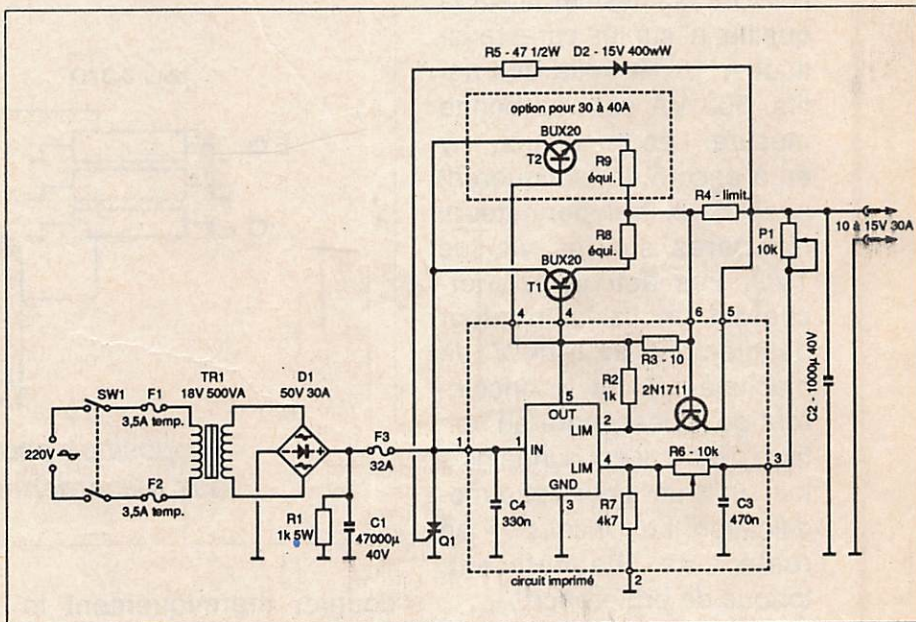 R5 - 47 1/2W
D2 - 15V 400wW
option pour 30 à 40A
BUX20
T2
R9
équi.
R4 - limit.
R8
équi.
P1
10k
10 à 15V 30A
BUX20
T1
4
4
6
5
R3 - 10
R2
1k
2N1711
C2 - 1000µ 40V
TR1
18V 500VA
D1
50V 30A
SW1
F1
3,5A temp.
220V
F2
3,5A temp.
F3
32A
1
1
IN
5
OUT
LIM
2
LIM
4
GND
3
R6 - 10k
3
R1
1k 5W
C1
47000µ
40V
Q1
C4
330n
R7
4k7
C3
470n
circuit imprimé
2